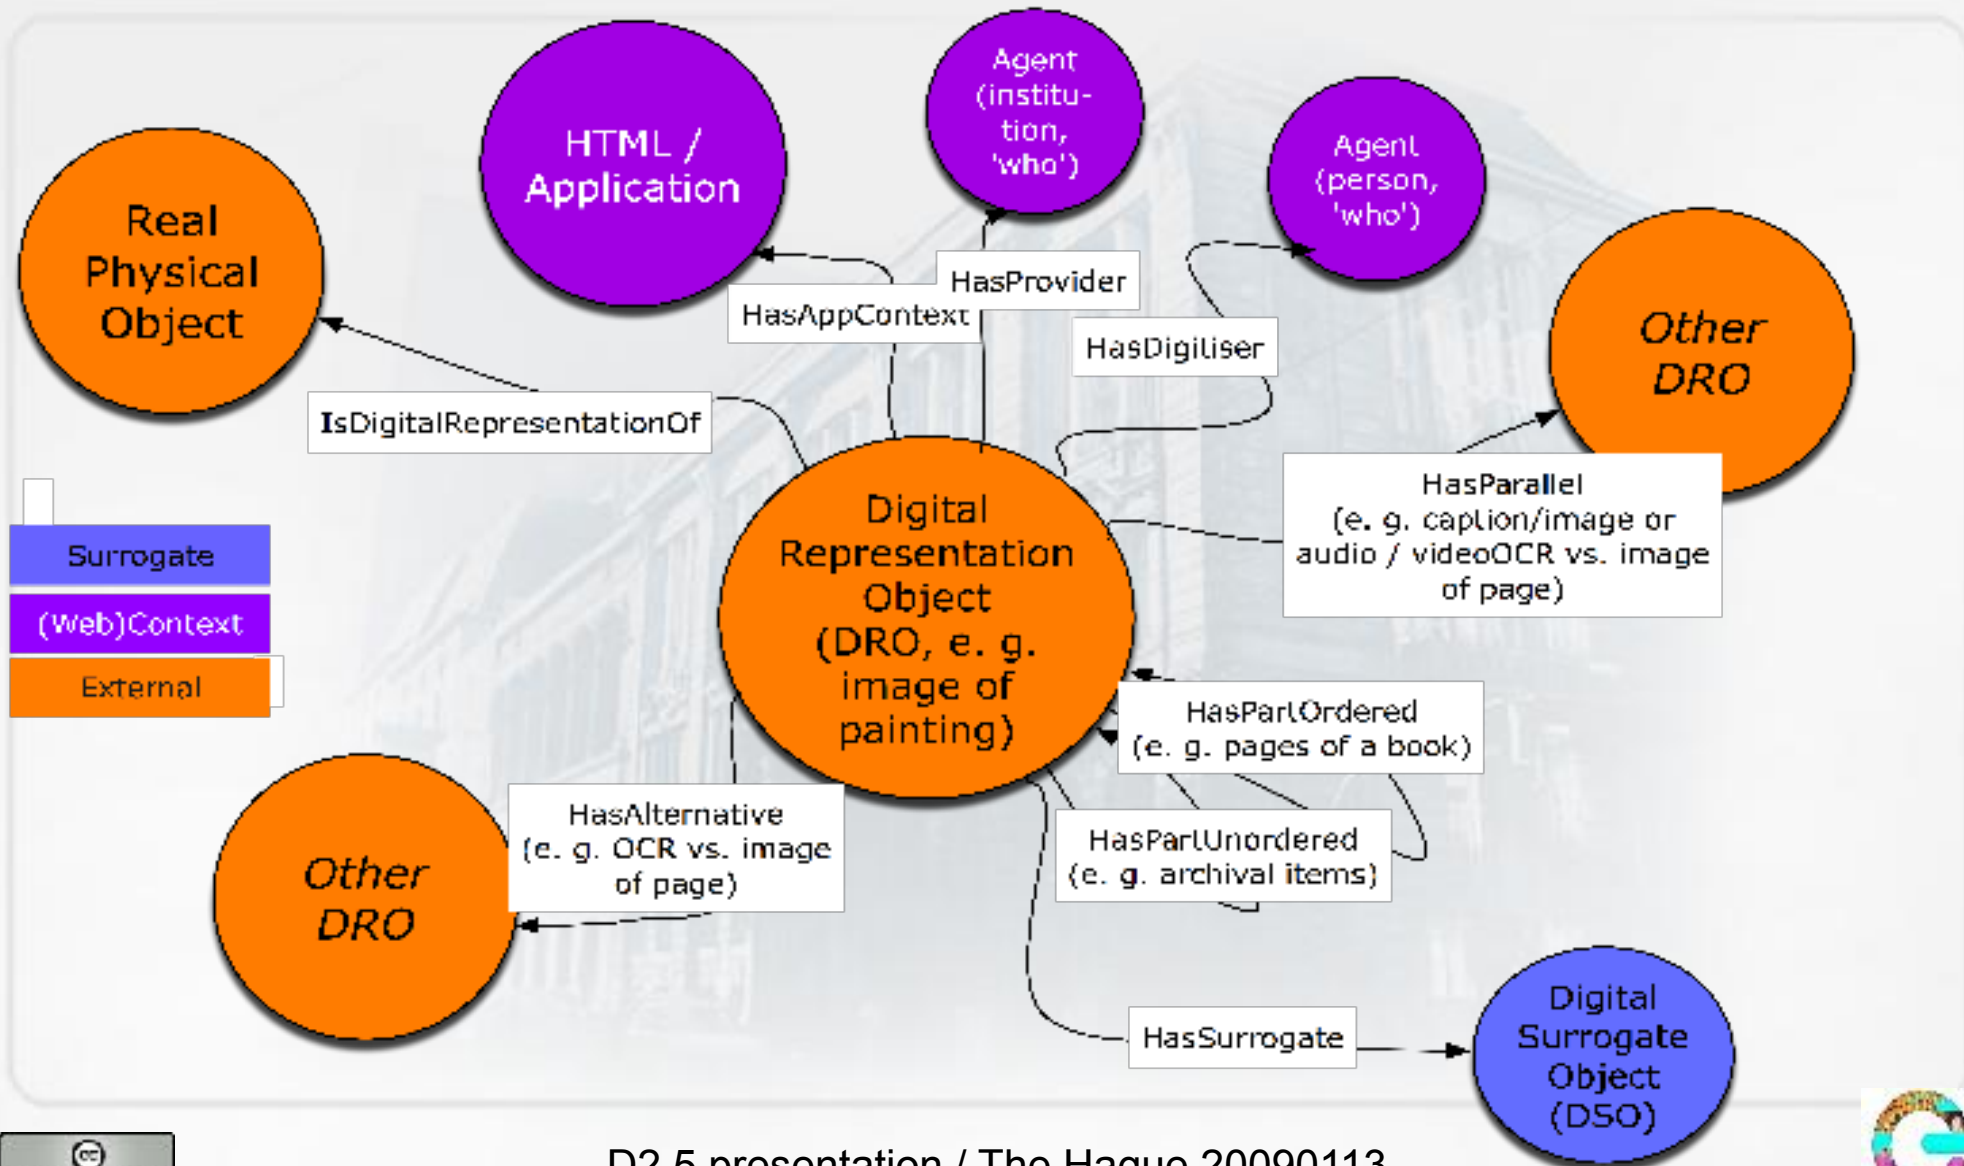 Agent
(institu-
tion,
'who')
HTML /
Application
Agent
(person,
'who')
Real
Physical
Object
Other
DRO
HasProvider
HasAppContext
HasDigitiser
IsDigitalRepresentationOf
HasParallel
(e. g. caption/image or
audio / videoOCR vs. image
of page)
Digital
Representation
Object
(DRO, e. g.
image of
painting)
Surrogate
(Web)Context
External
HasPartOrdered
(e. g. pages of a book)
HasAlternative
(e. g. OCR vs. image
of page)
HasPartUnordered
(e. g. archival items)
Other
DRO
HasSurrogate
Digital
Surrogate
Object
(DSO)
cc
D2.5 presentation / The Hague 20090113